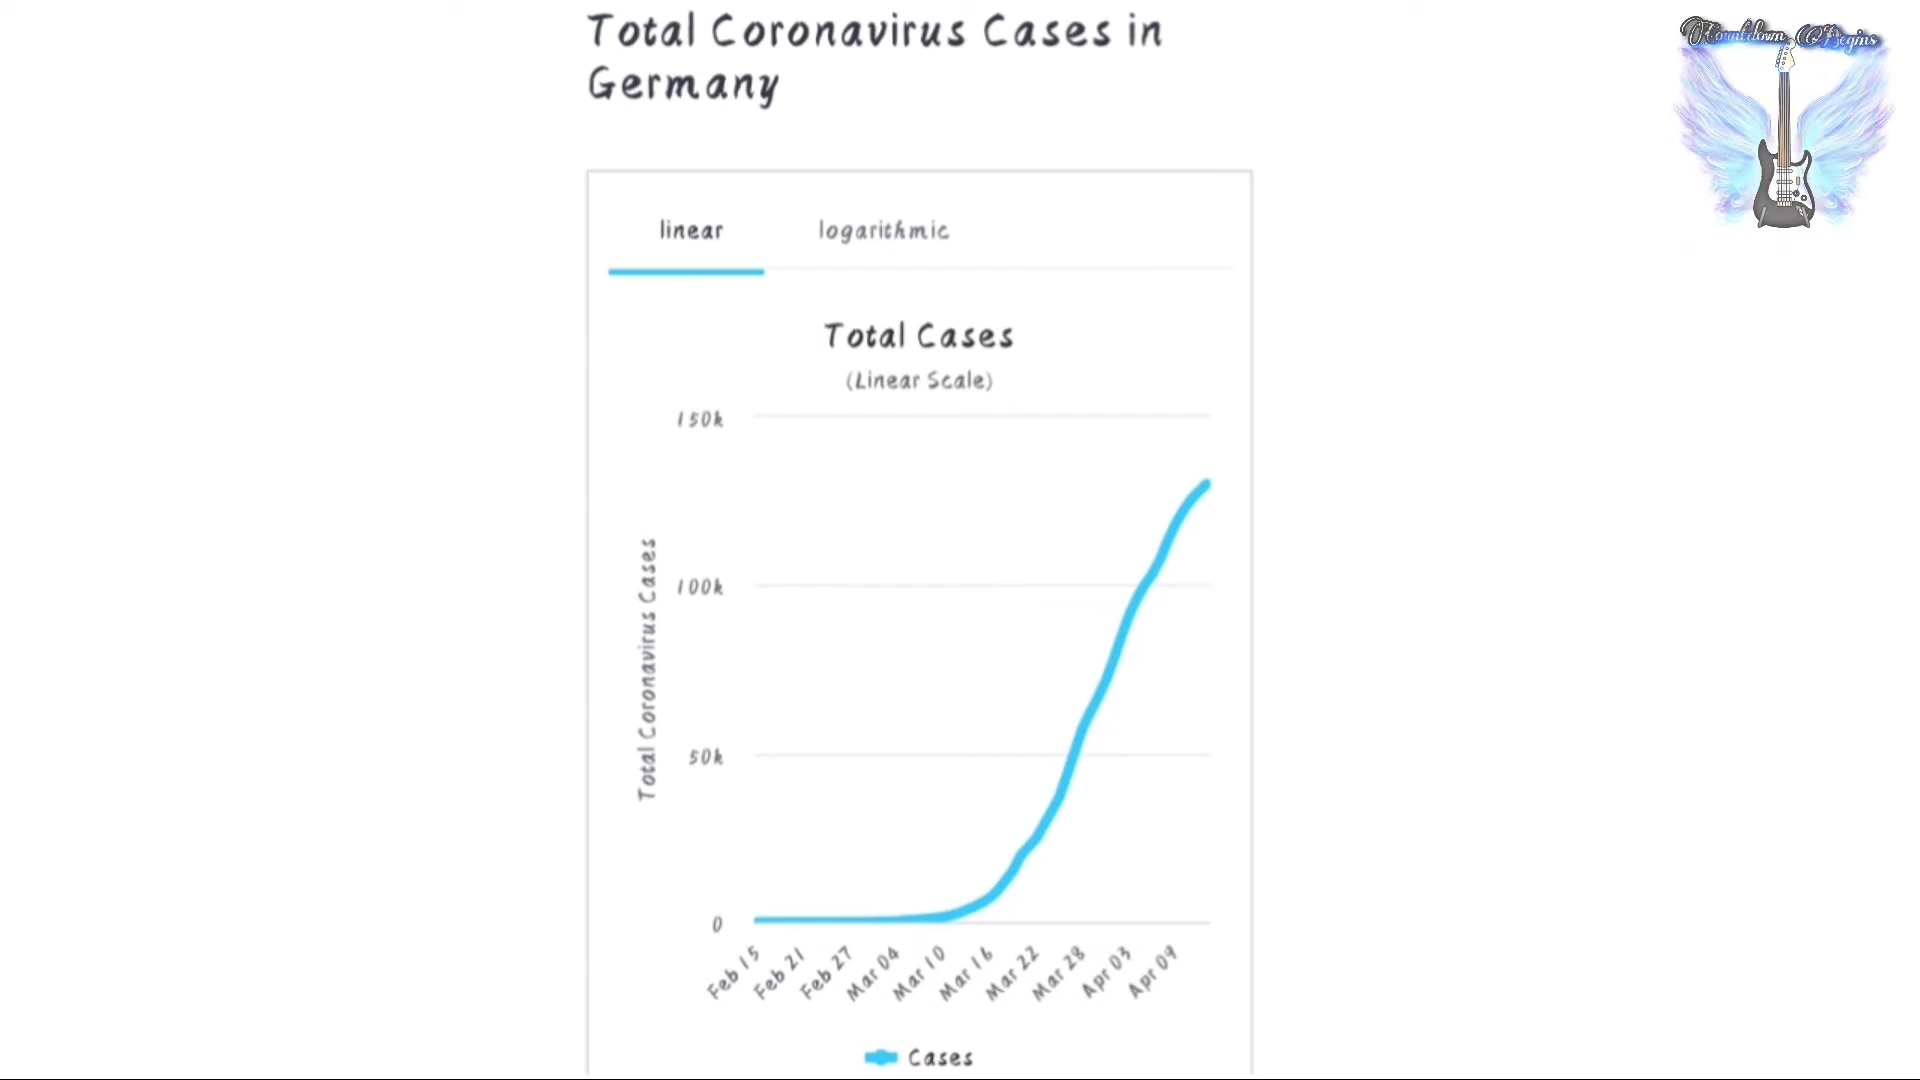 Total Coronavirus Cases in
Germany
Countdown Begins
linear logarithmic
Total Cases
(Linear Scale)
150k
100k
50k
0
Total Coronavirus Cases
Feb 15
Feb 21
Feb 27
Mar 04
Mar 10
Mar 16
Mar 22
Mar 28
Apr 03
Apr 09
Cases